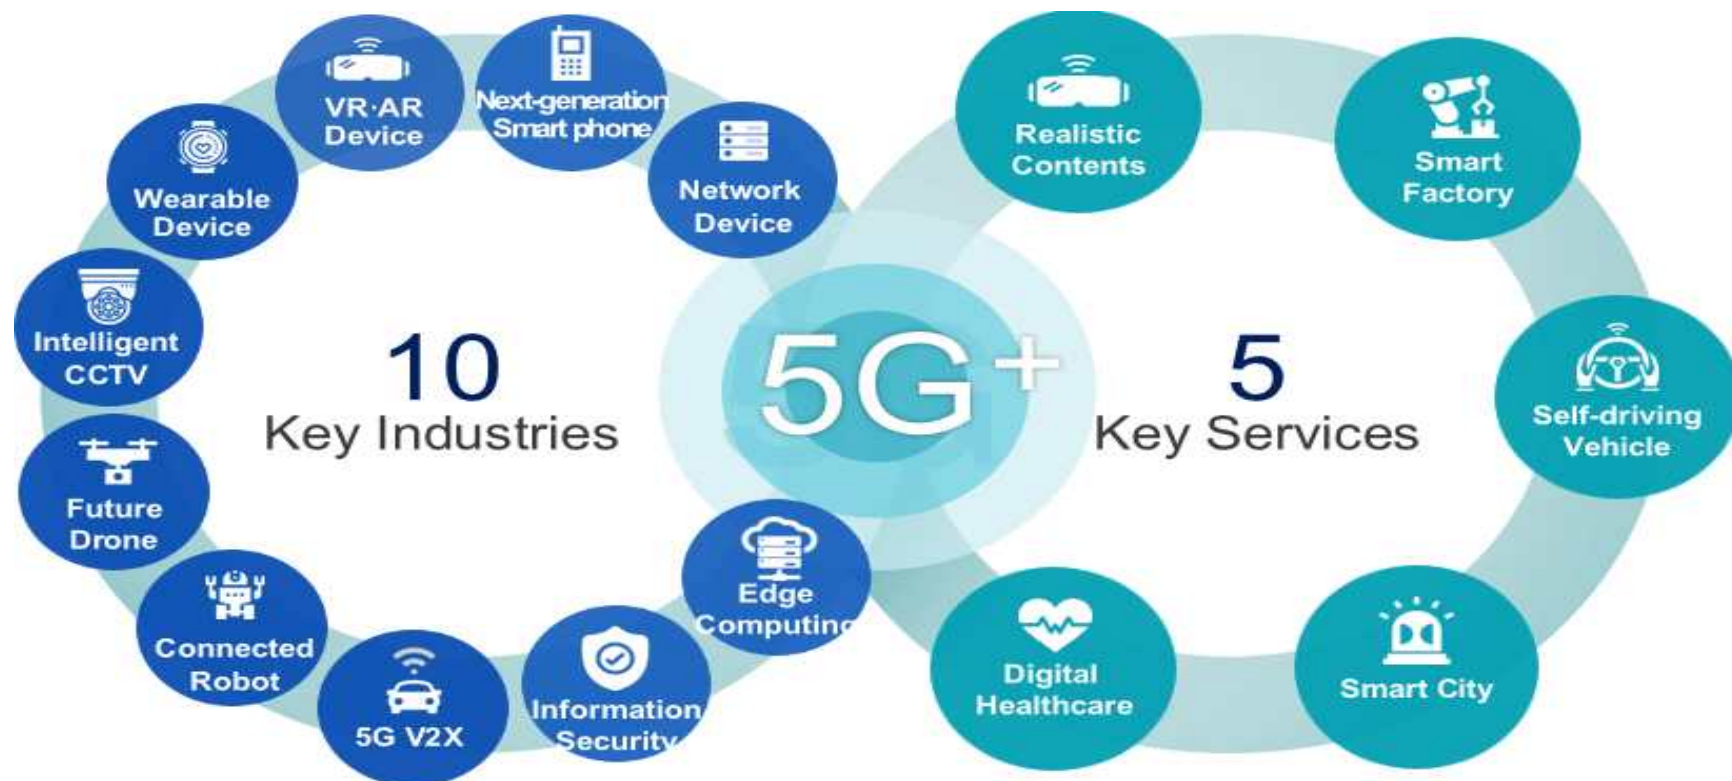 VR·AR
Device
Next-generation
Smart phone
Network
Device
Wearable
Device
Intelligent
CCTV
Future
Drone
Connected
Robot
5G V2X
Information
Security
Edge
Computing
10
Key Industries
5G+
5
Key Services
Realistic
Contents
Smart
Factory
Self-driving
Vehicle
Smart City
Digital
Healthcare